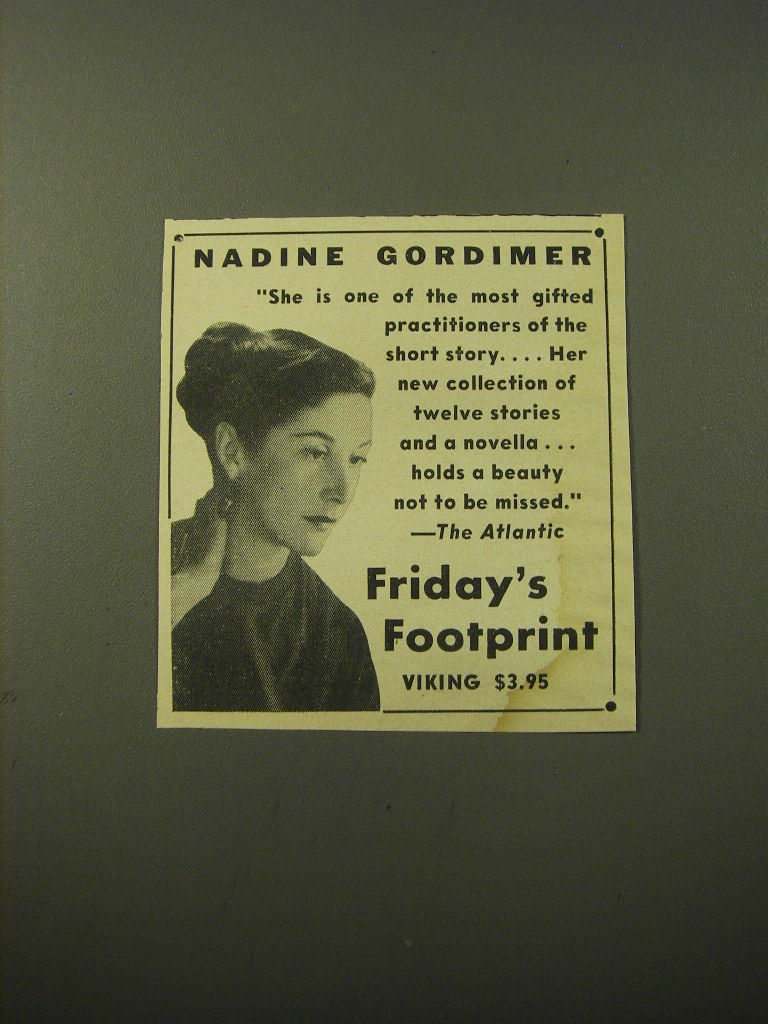 NADINE GORDIMER
"She is one of the most gifted
practitioners of the
short story. . . . Her
new collection of
twelve stories
and a novella . . .
holds a beauty
not to be missed."
—The Atlantic
Friday's
Footprint
VIKING $3.95